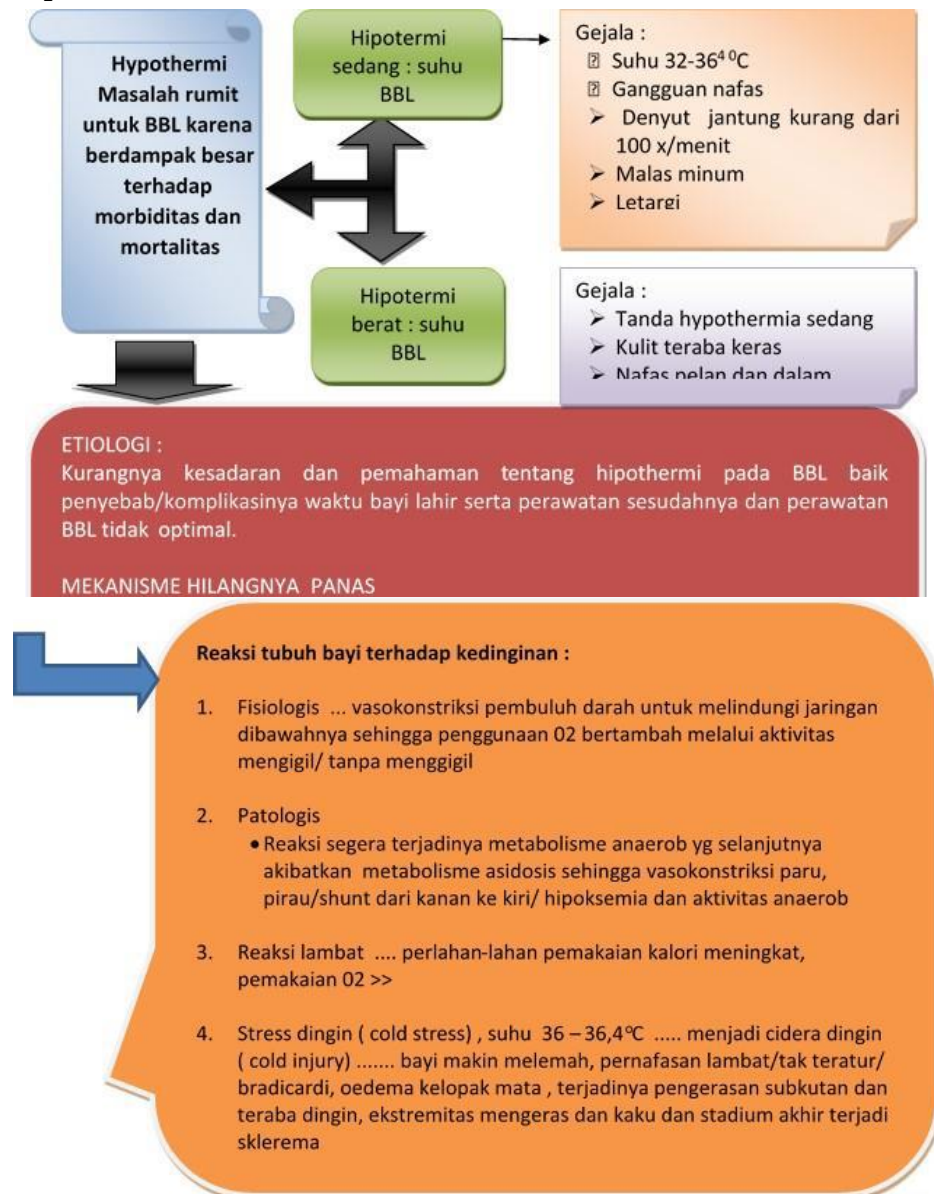 Hypothermi
Masalah rumit
untuk BBL karena
berdampak besar
terhadap
morbiditas dan
mortalitas
Hipotermi
sedang : suhu
BBL
Gejala :
Suhu 32-36⁴ ⁰C
Gangguan nafas
➢ Denyut jantung kurang dari
100 x/menit
➢ Malas minum
➢ Letargi
Hipotermi
berat : suhu
BBL
Gejala :
➢ Tanda hypothermia sedang
➢ Kulit teraba keras
➢ Nafas pelan dan dalam
ETIOLOGI :
Kurangnya kesadaran dan pemahaman tentang hipothermi pada BBL baik
penyebab/komplikasinya waktu bayi lahir serta perawatan sesudahnya dan perawatan
BBL tidak optimal.
MEKANISME HILANGNYA PANAS
Reaksi tubuh bayi terhadap kedinginan :
1. Fisiologis ... vasokonstriksi pembuluh darah untuk melindungi jaringan
dibawahnya sehingga penggunaan 02 bertambah melalui aktivitas
mengigil/ tanpa menggigil
2. Patologis
• Reaksi segera terjadinya metabolisme anaerob yg selanjutnya
akibatkan metabolisme asidosis sehingga vasokonstriksi paru,
pirau/shunt dari kanan ke kiri/ hipoksemia dan aktivitas anaerob
3. Reaksi lambat .... perlahan-lahan pemakaian kalori meningkat,
pemakaian 02 >>
4. Stress dingin ( cold stress) , suhu 36 – 36,4°C ..... menjadi cidera dingin
( cold injury) ....... bayi makin melemah, pernafasan lambat/tak teratur/
bradicardi, oedema kelopak mata , terjadinya pengerasan subkutan dan
teraba dingin, ekstremitas mengeras dan kaku dan stadium akhir terjadi
sklerema